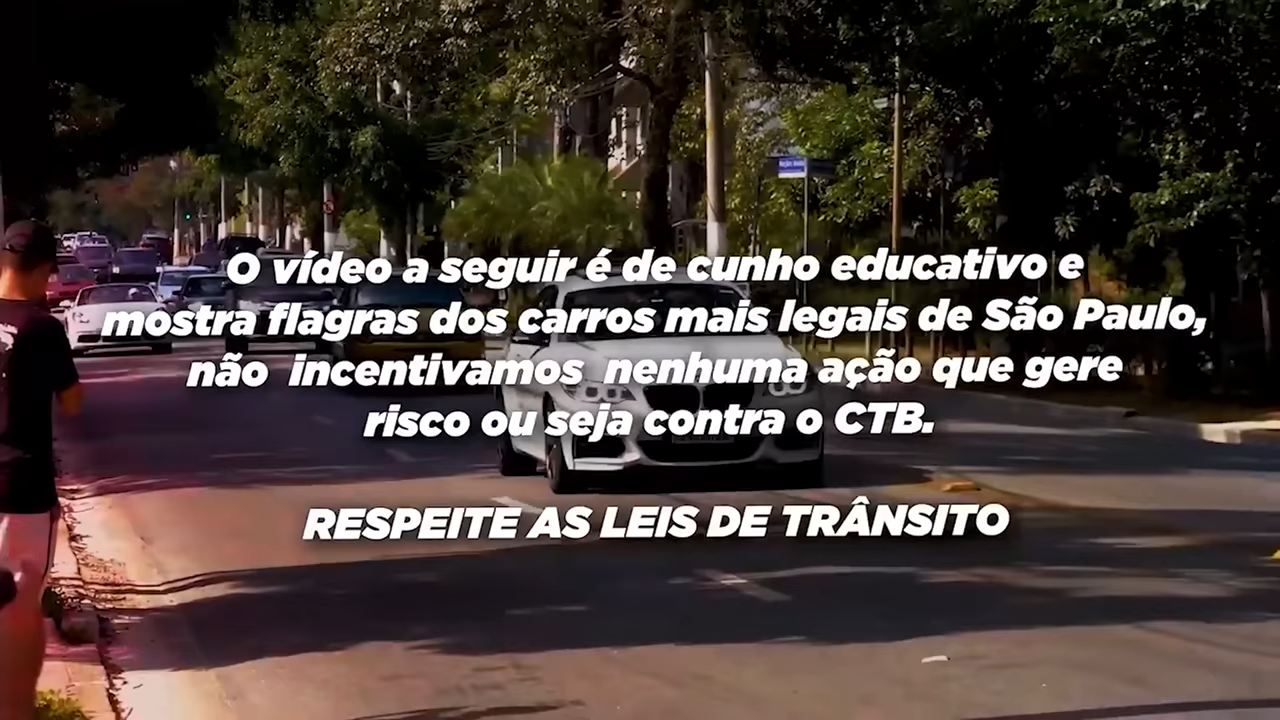 O vídeo a seguir é de cunho educativo e
mostra flagras dos carros mais legais de São Paulo,
não incentivamos nenhuma ação que gere
risco ou seja contra o CTB.
RESPEITE AS LEIS DE TRÂNSITO